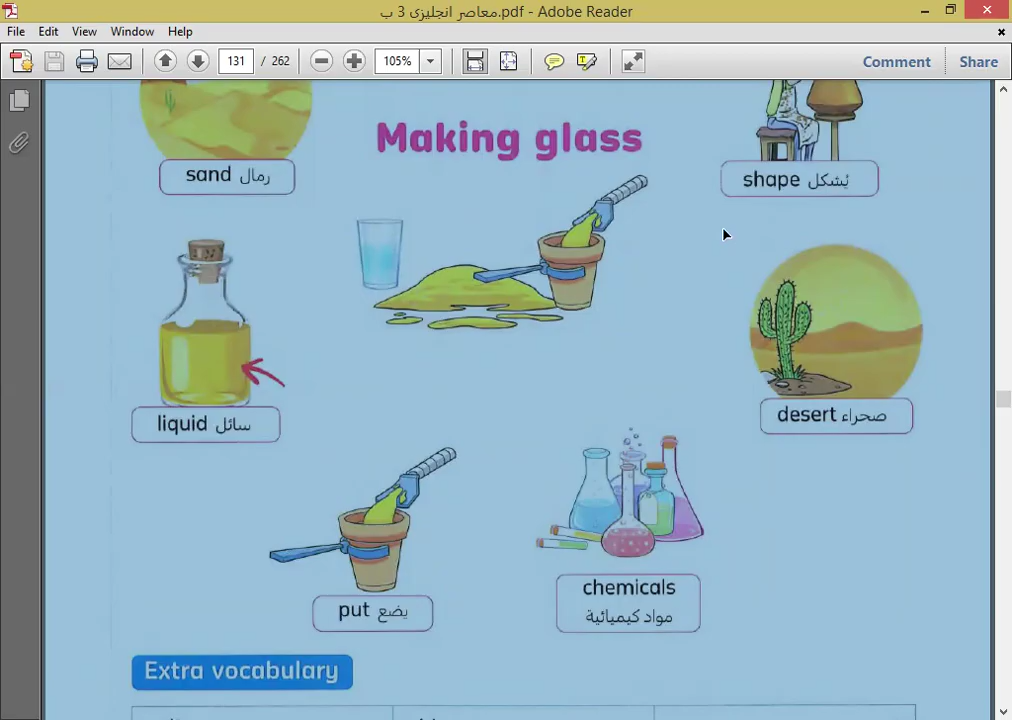 معاصر انجليزى 3 ب.pdf - Adobe Reader
File Edit View Window Help
131 / 262 105% Comment Share
Making glass
sand رمال
shape يُشكل
liquid سائل
desert صحراء
put يضع
chemicals
مواد كيميائية
Extra vocabulary